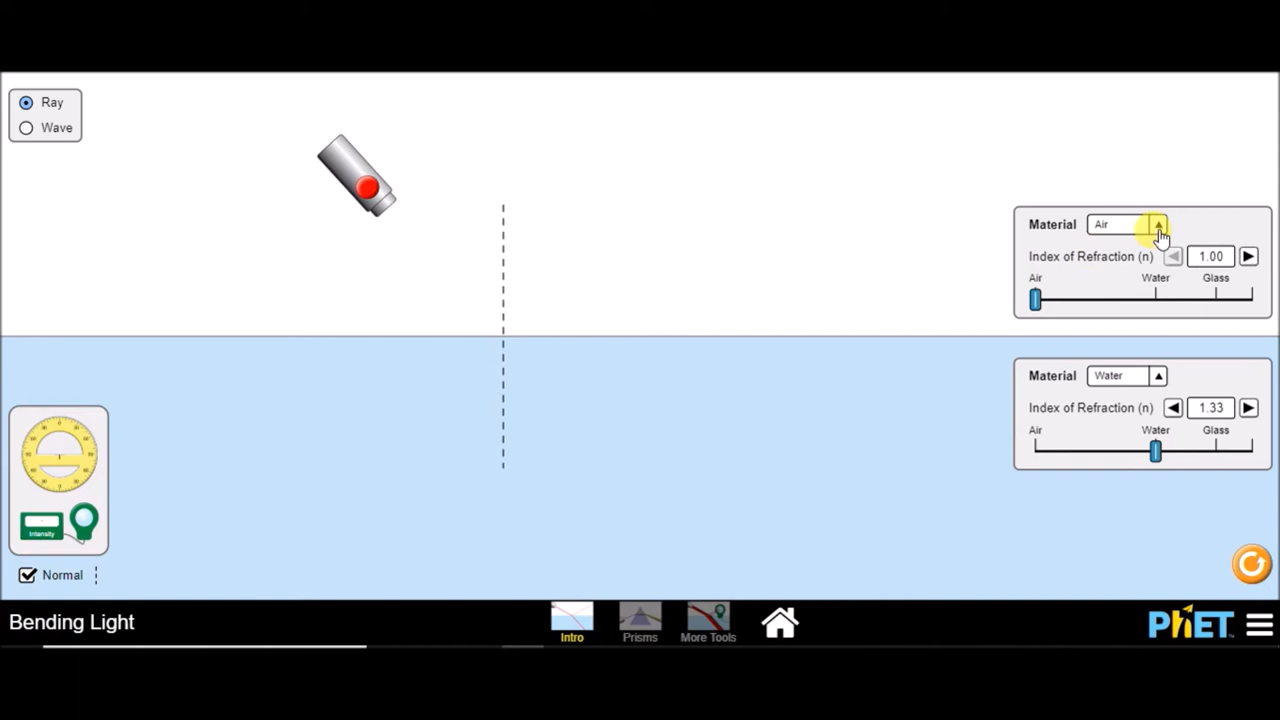 Ray
Wave
Material Air
Index of Refraction (n) 1.00
Air Water Glass
Material Water
Index of Refraction (n) 1.33
Air Water Glass
Intensity
Normal
Bending Light
Intro
Prisms
More Tools
PhET